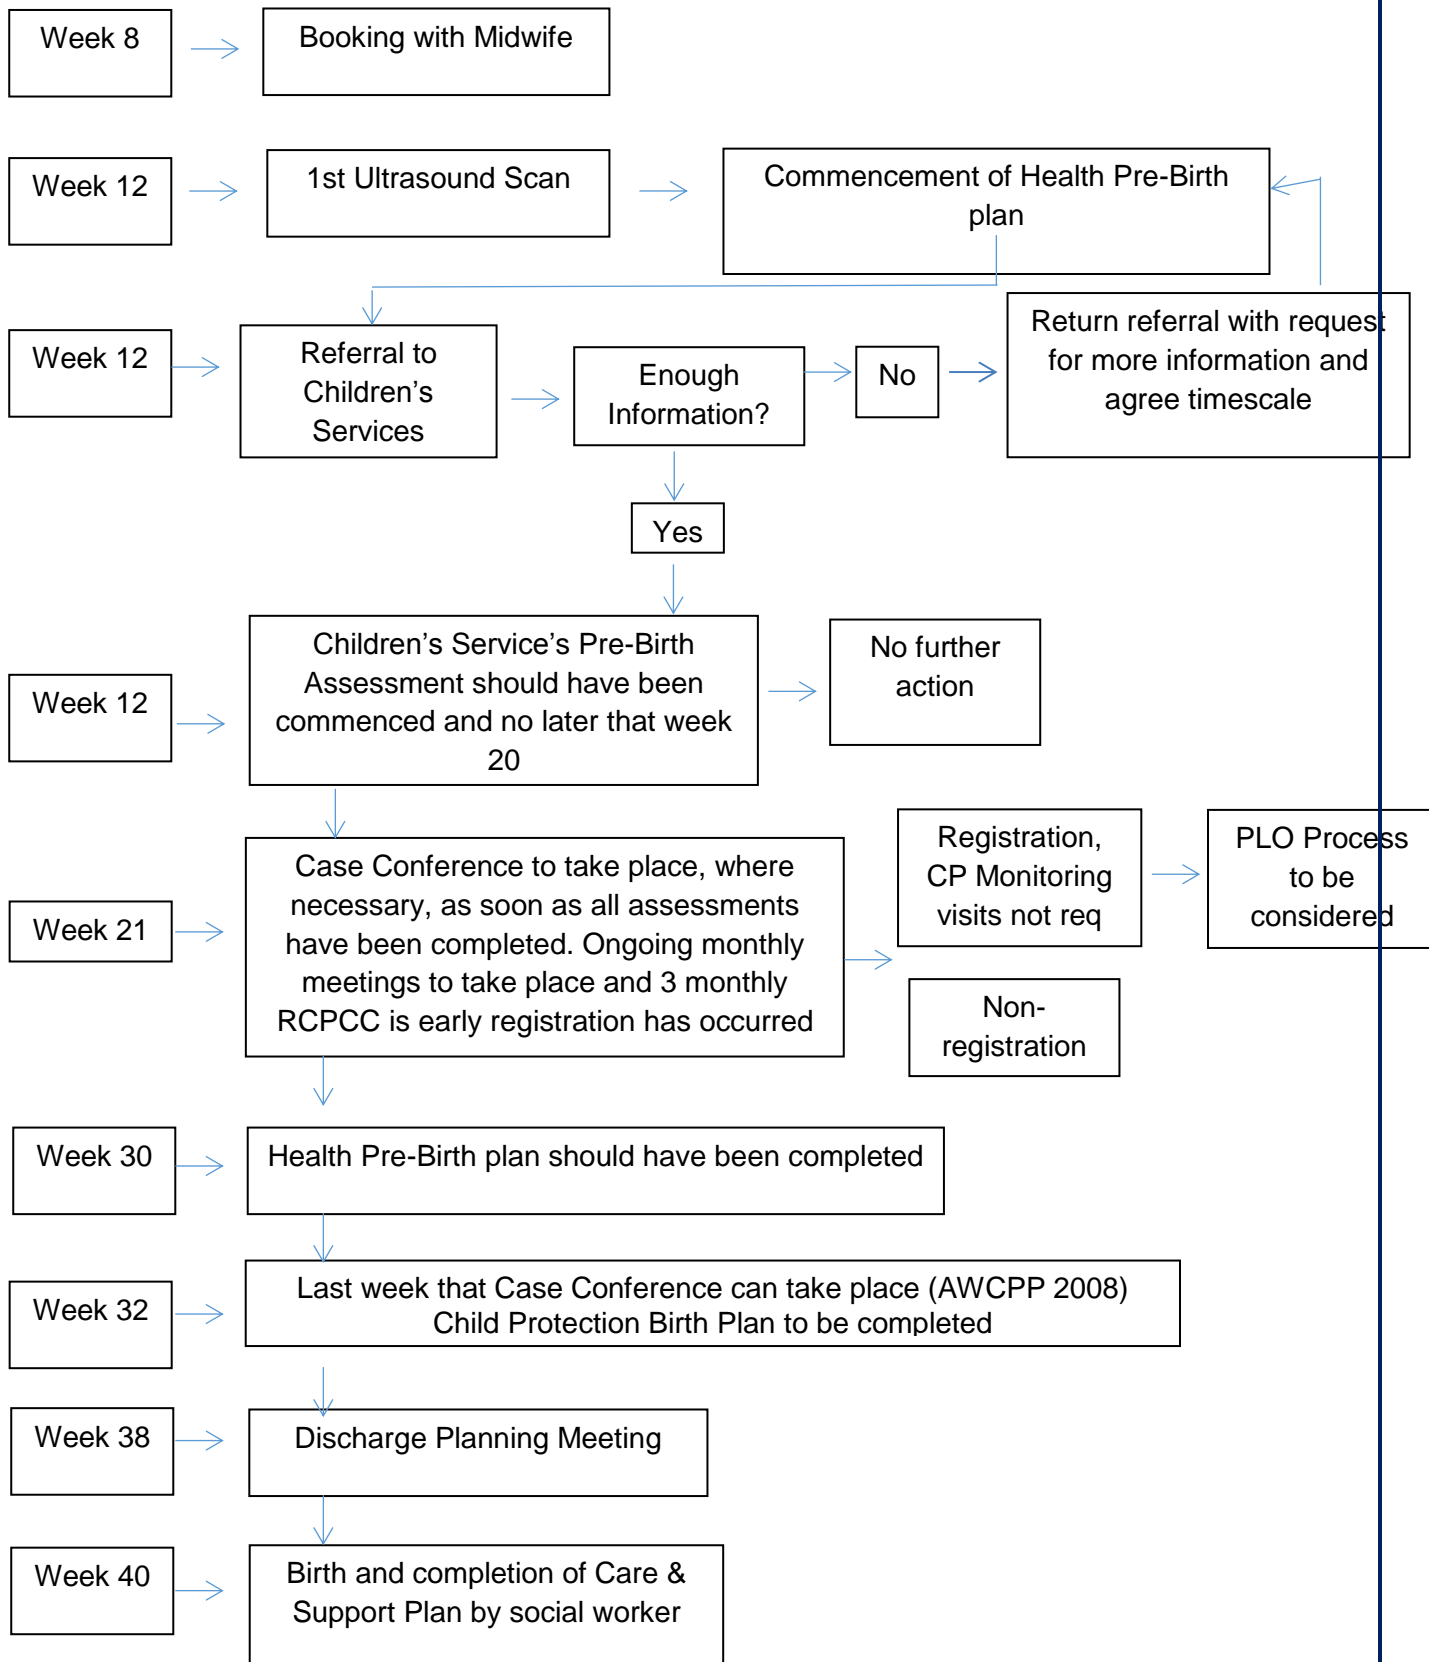 Week 8
Booking with Midwife
Week 12
1st Ultrasound Scan
Commencement of Health Pre-Birth
plan
Week 12
Referral to
Children’s
Services
Enough
Information?
No
Return referral with request
for more information and
agree timescale
Yes
Week 12
Children’s Service’s Pre-Birth
Assessment should have been
commenced and no later that week
20
No further
action
Week 21
Case Conference to take place, where
necessary, as soon as all assessments
have been completed. Ongoing monthly
meetings to take place and 3 monthly
RCPCC is early registration has occurred
Registration,
CP Monitoring
visits not req
PLO Process
to be
considered
Non-
registration
Week 30
Health Pre-Birth plan should have been completed
Week 32
Last week that Case Conference can take place (AWCPP 2008)
Child Protection Birth Plan to be completed
Week 38
Discharge Planning Meeting
Week 40
Birth and completion of Care &
Support Plan by social worker